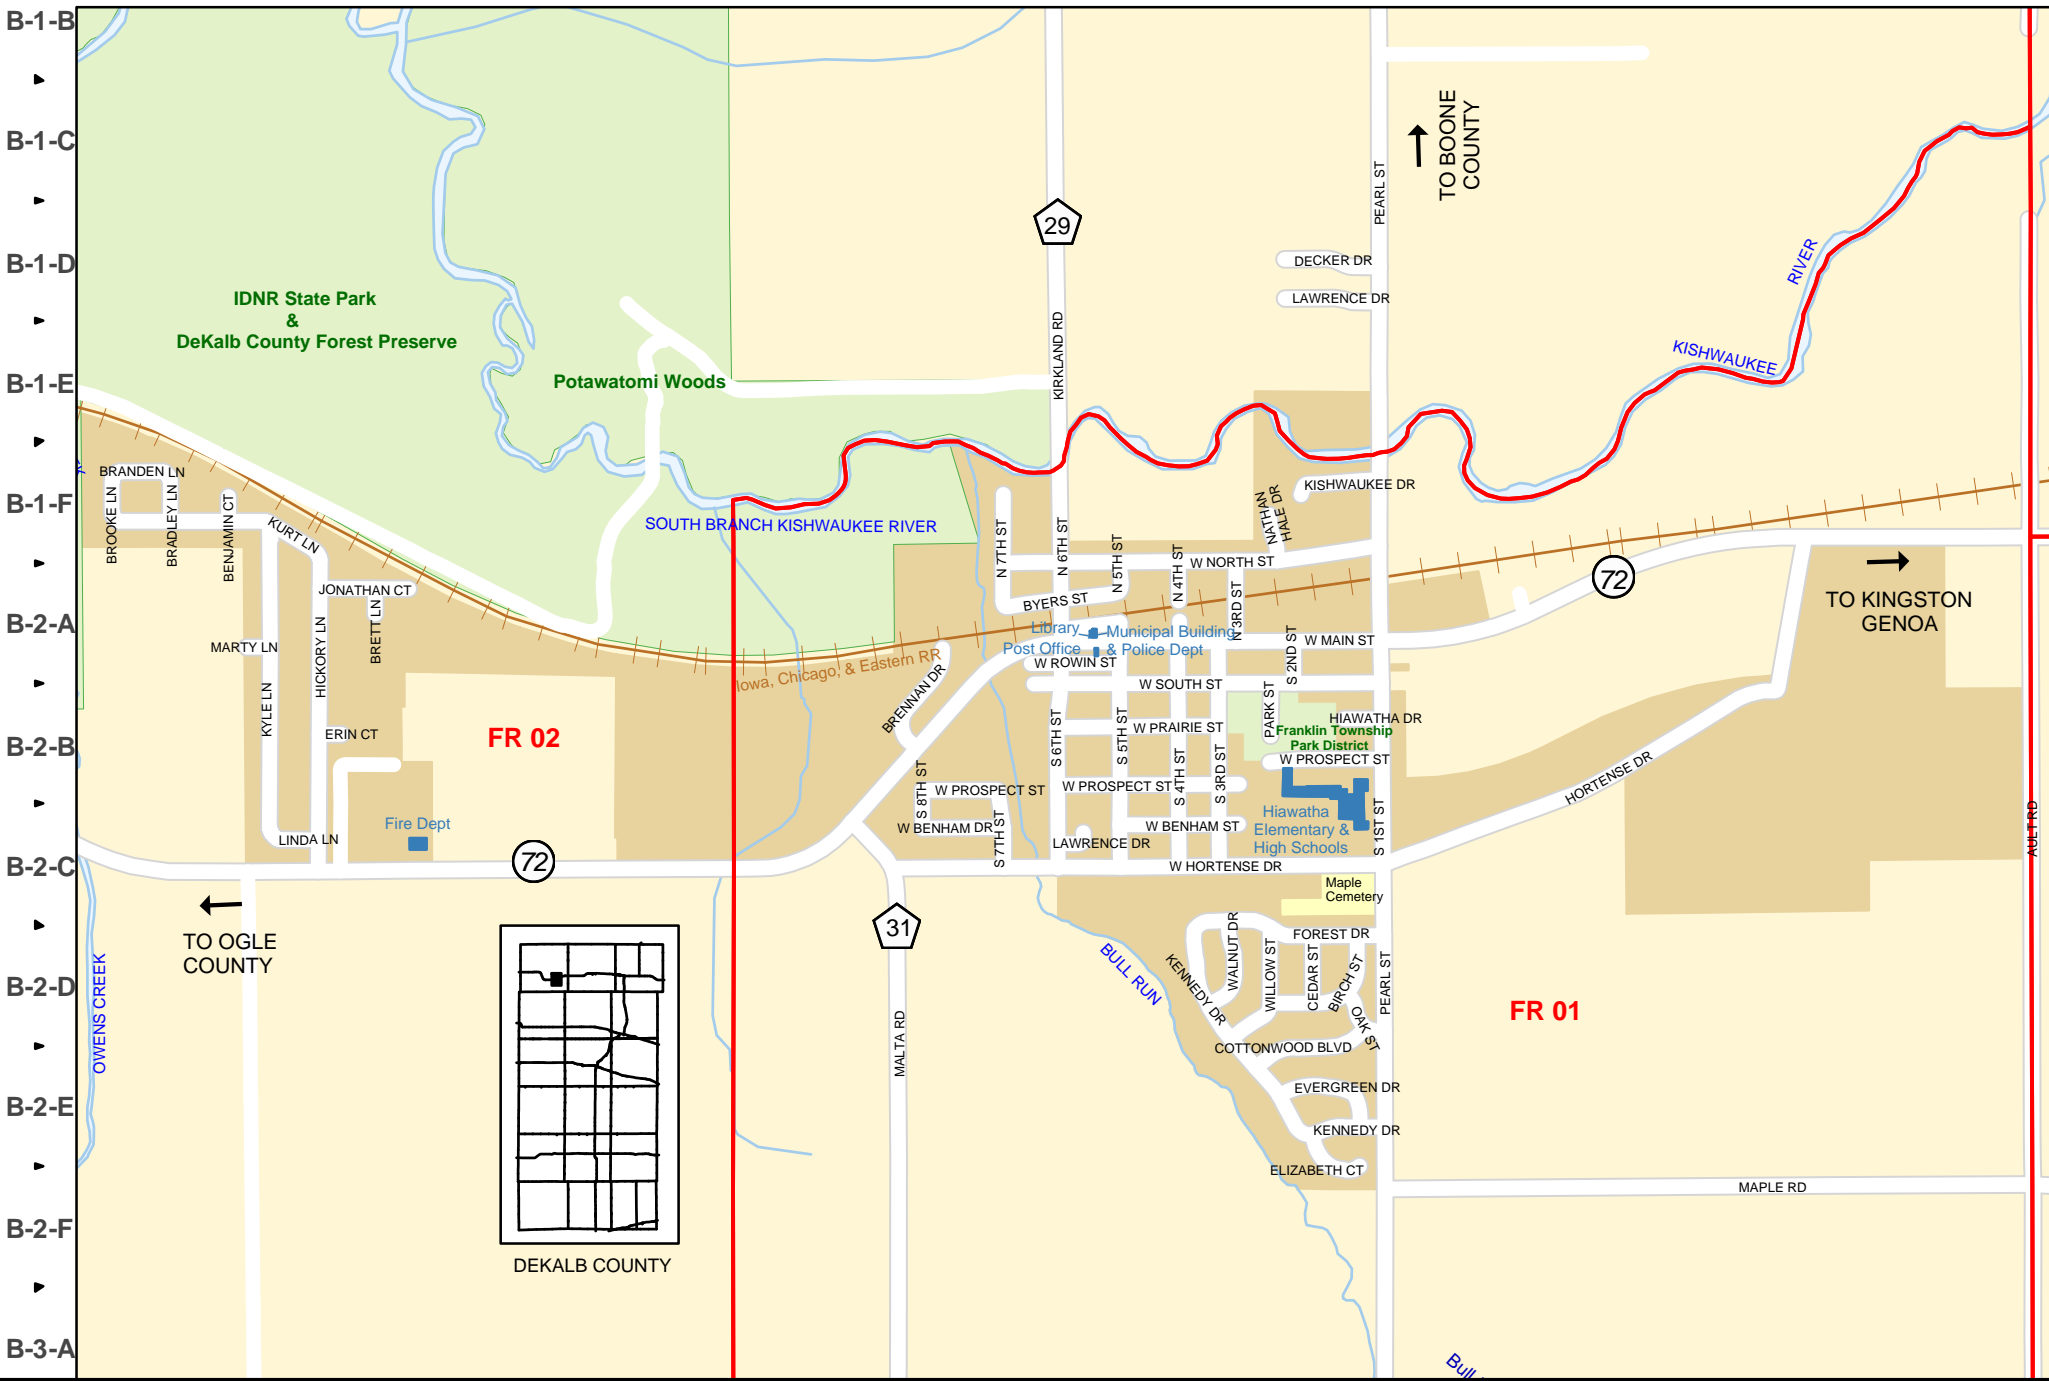 B-1-B
B-1-C
B-1-D
B-1-E
B-1-F
B-2-A
B-2-B
B-2-C
B-2-D
B-2-E
B-2-F
B-3-A
TO BOONE
COUNTY
PEARL ST
29
DECKER DR
LAWRENCE DR
RIVER
KISHWAUKEE
IDNR State Park
&
DeKalb County Forest Preserve
Potawatomi Woods
KIRKLAND RD
BRANDEN LN
BROOKE LN
BRADLEY LN
BENJAMIN CT
KURT LN
SOUTH BRANCH KISHWAUKEE RIVER
KISHWAUKEE DR
NATHAN
HALE DR
N 7TH ST
N 6TH ST
N 5TH ST
N 4TH ST
N 3RD ST
W NORTH ST
BYERS ST
72
TO KINGSTON
GENOA
JONATHAN CT
BRETT LN
HICKORY LN
MARTY LN
KYLE LN
ERIN CT
LINDA LN
Library
Post Office
Municipal Building
& Police Dept
W MAIN ST
S 2ND ST
W ROWIN ST
W SOUTH ST
Iowa, Chicago, & Eastern RR
BRENNAN DR
FR 02
PARK ST
HIAWATHA DR
Franklin Township
Park District
W PRAIRIE ST
S 6TH ST
S 5TH ST
S 4TH ST
S 3RD ST
W PROSPECT ST
W PROSPECT ST
W PROSPECT ST
S 8TH ST
W BENHAM DR
S 7TH ST
W BENHAM ST
LAWRENCE DR
Hiawatha
Elementary &
High Schools
S 1ST ST
HORTENSE DR
AULT RD
Fire Dept
72
W HORTENSE DR
Maple
Cemetery
TO OGLE
COUNTY
OWENS CREEK
31
MALTA RD
BULL RUN
FOREST DR
WALNUT DR
WILLOW ST
CEDAR ST
BIRCH ST
OAK ST
KENNEDY DR
PEARL ST
COTTONWOOD BLVD
EVERGREEN DR
KENNEDY DR
ELIZABETH CT
FR 01
MAPLE RD
DEKALB COUNTY
Bull